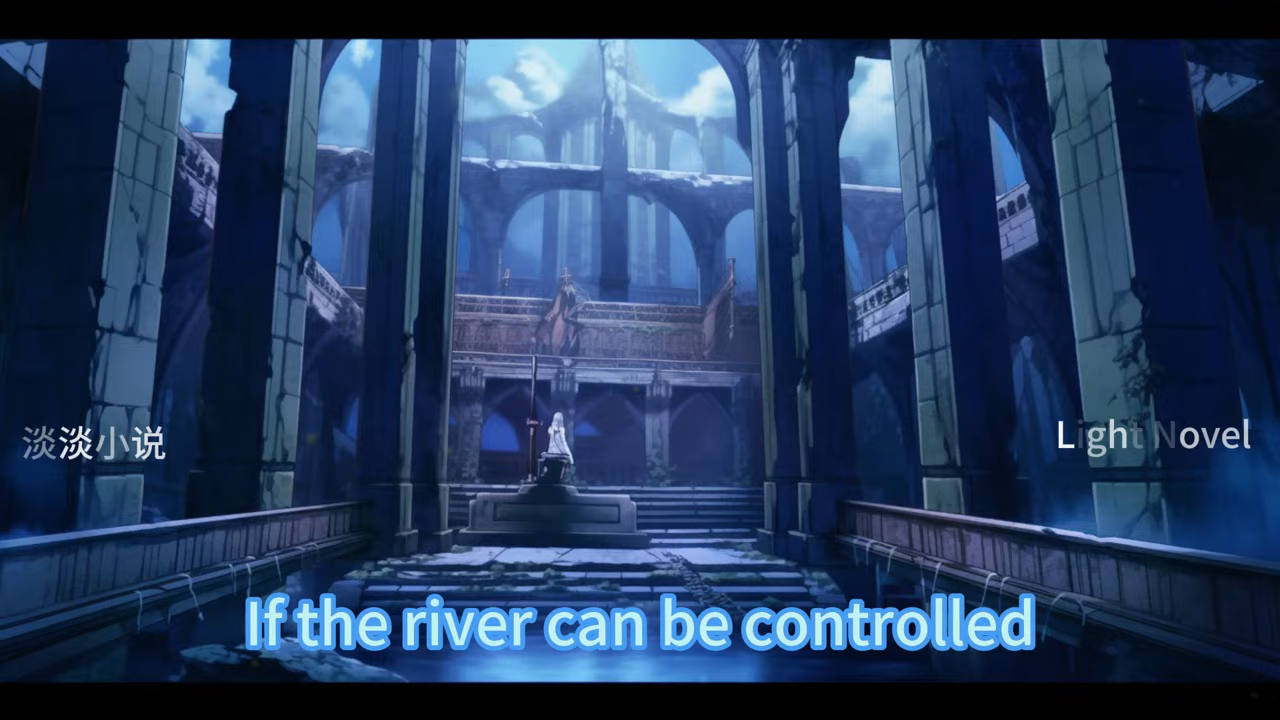 淡淡小说
Light Novel
If the river can be controlled